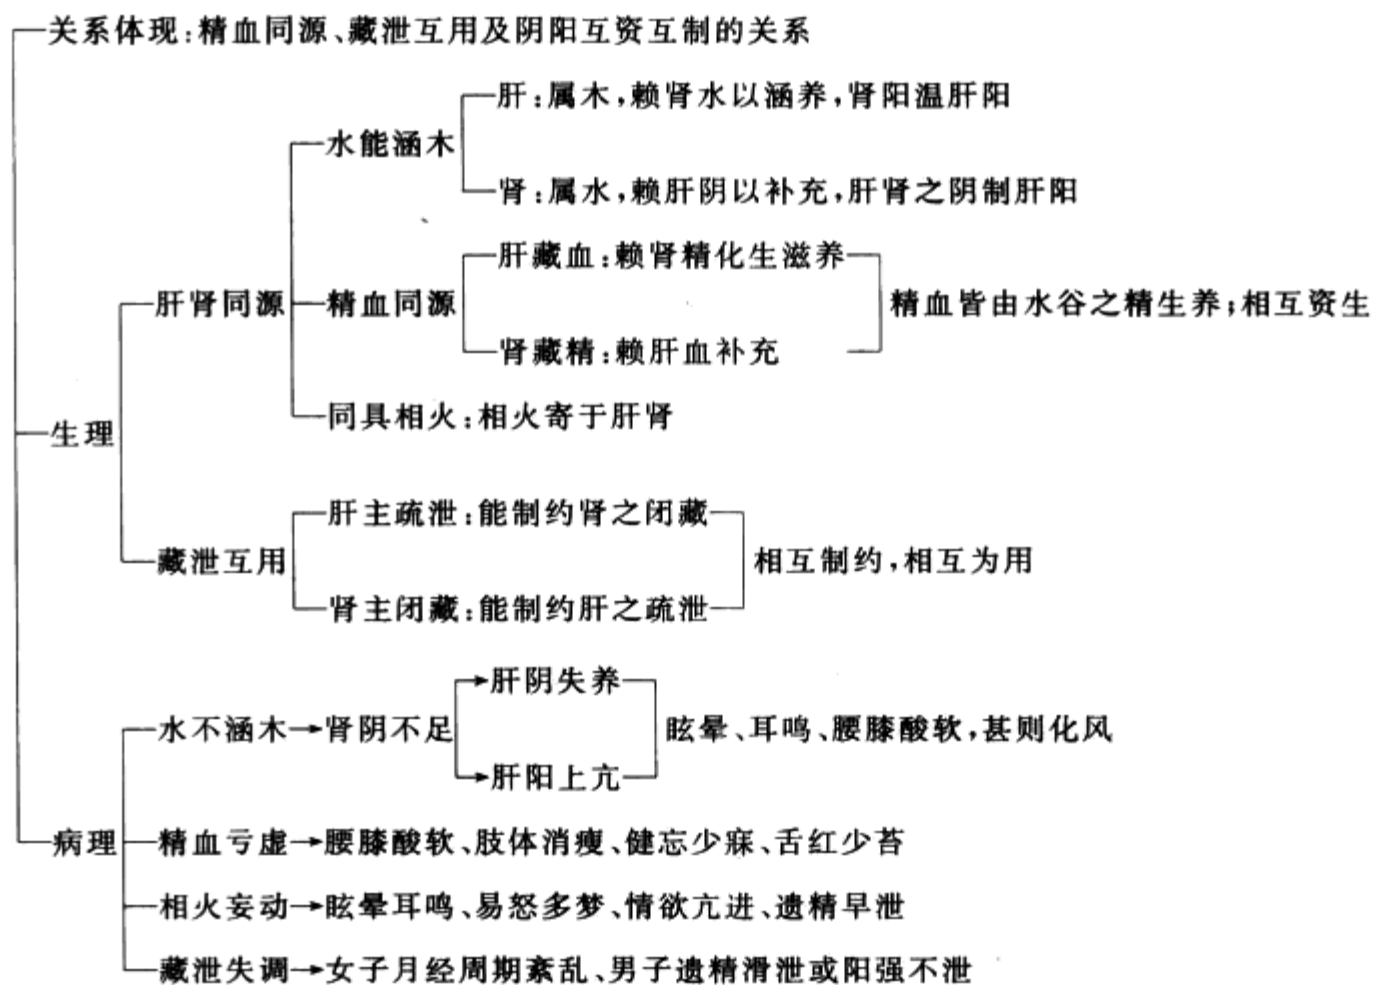 关系体现:精血同源、藏泄互用及阴阳互资互制的关系
肝:属木,赖肾水以涵养,肾阳温肝阳
水能涵木
肾:属水,赖肝阴以补充,肝肾之阴制肝阳
肝藏血:赖肾精化生滋养
肝肾同源
精血同源
精血皆由水谷之精生养;相互资生
肾藏精:赖肝血补充
同具相火:相火寄于肝肾
生理
肝主疏泄:能制约肾之闭藏
藏泄互用
相互制约,相互为用
肾主闭藏:能制约肝之疏泄
肝阴失养
水不涵木→肾阴不足
眩晕、耳鸣、腰膝酸软,甚则化风
肝阳上亢
病理
精血亏虚→腰膝酸软、肢体消瘦、健忘少寐、舌红少苔
相火妄动→眩晕耳鸣、易怒多梦、情欲亢进、遗精早泄
藏泄失调→女子月经周期紊乱、男子遗精滑泄或阳强不泄